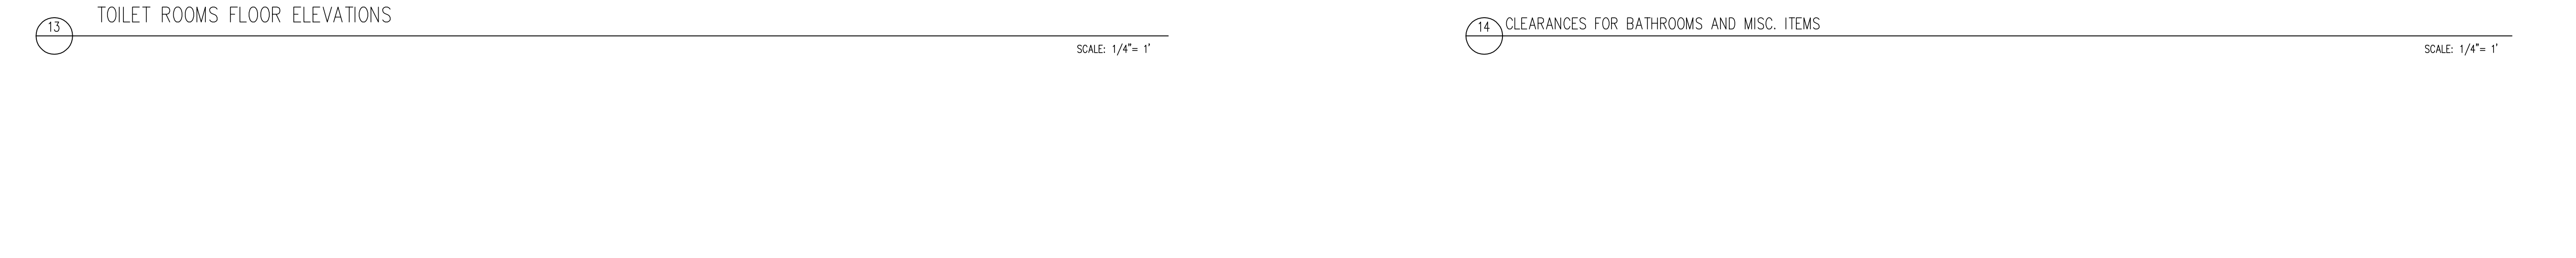 13 TOILET ROOMS FLOOR ELEVATIONS
SCALE: 1/4"= 1'
14 CLEARANCES FOR BATHROOMS AND MISC. ITEMS
SCALE: 1/4"= 1'